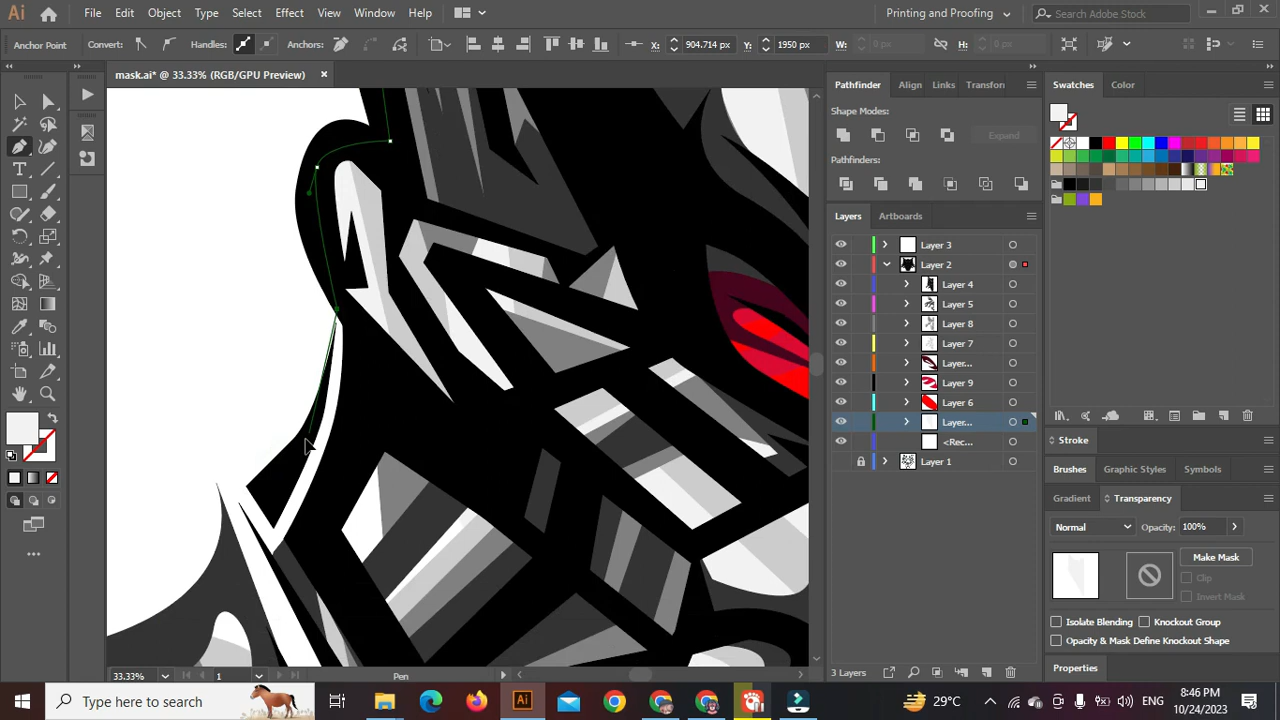 Ai File Edit Object Type Select Effect View Window Help Printing and Proofing Search Adobe Stock
Anchor Point Convert: Handles: Anchors: X: 904.714 px Y: 1950 px W: 0 px H: 0 px
mask.ai* @ 33.33% (RGB/GPU Preview)
Pathfinder Align Links Transfon
Swatches Color
Shape Modes:
Expand
Pathfinders:
Layers Artboards
Layer 3
Layer 2
Layer 4
Layer 5
Layer 8
Layer 7
Layer...
Layer 9
Layer 6
Layer...
<Rec...
Layer 1
Stroke
Brushes Graphic Styles Symbols
Gradient Transparency
Normal Opacity: 100%
Make Mask
Clip
Invert Mask
Isolate Blending Knockout Group
Opacity & Mask Define Knockout Shape
Properties
33.33% 1 Pen
3 Layers
Type here to search
Ai
29°C ENG 8:46 PM 10/24/2023